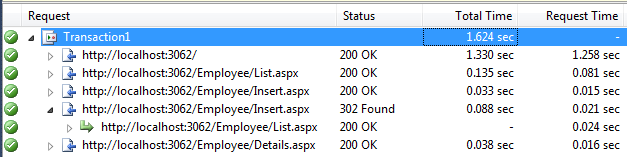 Request Status Total Time Request Time
Transaction1 1.624 sec -
http://localhost:3062/ 200 OK 1.330 sec 1.258 sec
http://localhost:3062/Employee/List.aspx 200 OK 0.135 sec 0.081 sec
http://localhost:3062/Employee/Insert.aspx 200 OK 0.033 sec 0.015 sec
http://localhost:3062/Employee/Insert.aspx 302 Found 0.088 sec 0.021 sec
http://localhost:3062/Employee/List.aspx 200 OK - 0.024 sec
http://localhost:3062/Employee/Details.aspx 200 OK 0.038 sec 0.016 sec